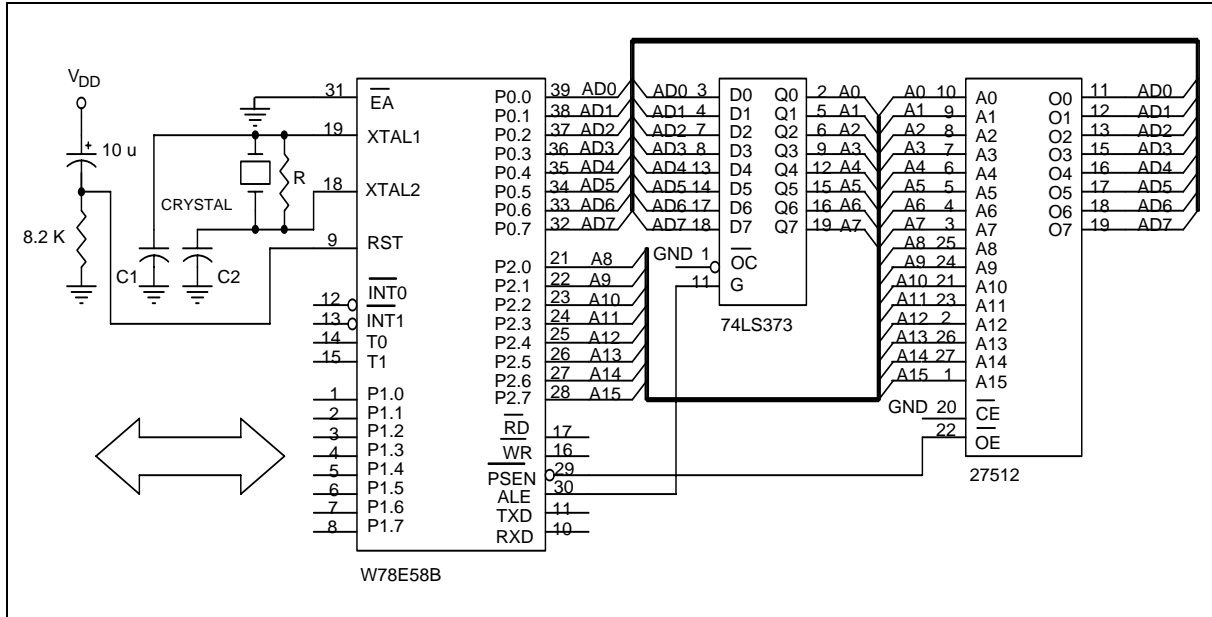 VDD
10 u
8.2 K
C1
C2
CRYSTAL
R
31 EA
19 XTAL1
18 XTAL2
9 RST
12 INT0
13 INT1
14 T0
15 T1
1 P1.0
2 P1.1
3 P1.2
4 P1.3
5 P1.4
6 P1.5
7 P1.6
8 P1.7
P0.0 39 AD0
P0.1 38 AD1
P0.2 37 AD2
P0.3 36 AD3
P0.4 35 AD4
P0.5 34 AD5
P0.6 33 AD6
P0.7 32 AD7
P2.0 21 A8
P2.1 22 A9
P2.2 23 A10
P2.3 24 A11
P2.4 25 A12
P2.5 26 A13
P2.6 27 A14
P2.7 28 A15
RD 17
WR 16
PSEN 29
ALE 30
TXD 11
RXD 10
W78E58B
AD0 3 D0 Q0 2 A0
AD1 4 D1 Q1 5 A1
AD2 7 D2 Q2 6 A2
AD3 8 D3 Q3 9 A3
AD4 13 D4 Q4 12 A4
AD5 14 D5 Q5 15 A5
AD6 17 D6 Q6 16 A6
AD7 18 D7 Q7 19 A7
GND 1 OC
11 G
74LS373
A0 10 A0 O0 11 AD0
A1 9 A1 O1 12 AD1
A2 8 A2 O2 13 AD2
A3 7 A3 O3 15 AD3
A4 6 A4 O4 16 AD4
A5 5 A5 O5 17 AD5
A6 4 A6 O6 18 AD6
A7 3 A7 O7 19 AD7
A8 25 A8
A9 24 A9
A10 21 A10
A11 23 A11
A12 2 A12
A13 26 A13
A14 27 A14
A15 1 A15
GND 20 CE
22 OE
27512